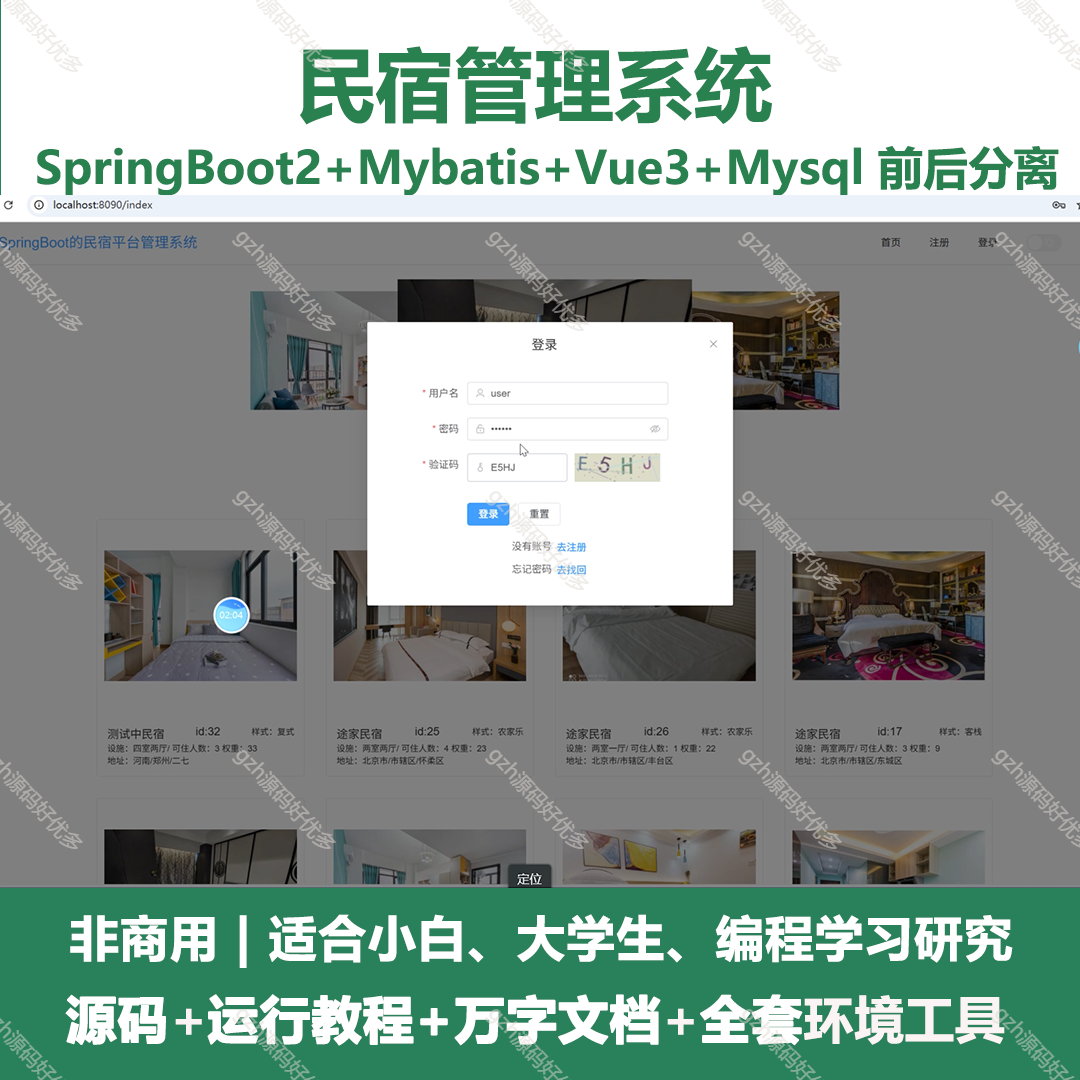 民宿管理系统
SpringBoot2+Mybatis+Vue3+Mysql 前后分离
localhost:8090/index
SpringBoot的民宿平台管理系统
首页 注册 登录
登录
* 用户名 user
* 密码 ••••••
* 验证码 E5HJ E5HJ
登录 重置
没有账号 去注册
忘记密码 去找回
02:04
测试中民宿 id:32 样式：复式
设施：四室两厅/ 可住人数：3 权重：33
地址：河南/郑州/二七
途家民宿 id:25 样式：农家乐
设施：两室两厅/ 可住人数：4 权重：23
地址：北京市/市辖区/怀柔区
途家民宿 id:26 样式：农家乐
设施：两室一厅/ 可住人数：1 权重：22
地址：北京市/市辖区/丰台区
途家民宿 id:17 样式：客栈
设施：两室两厅/ 可住人数：3 权重：9
地址：北京市/市辖区/东城区
定位
非商用｜适合小白、大学生、编程学习研究
源码+运行教程+万字文档+全套环境工具
gzh源码好优多